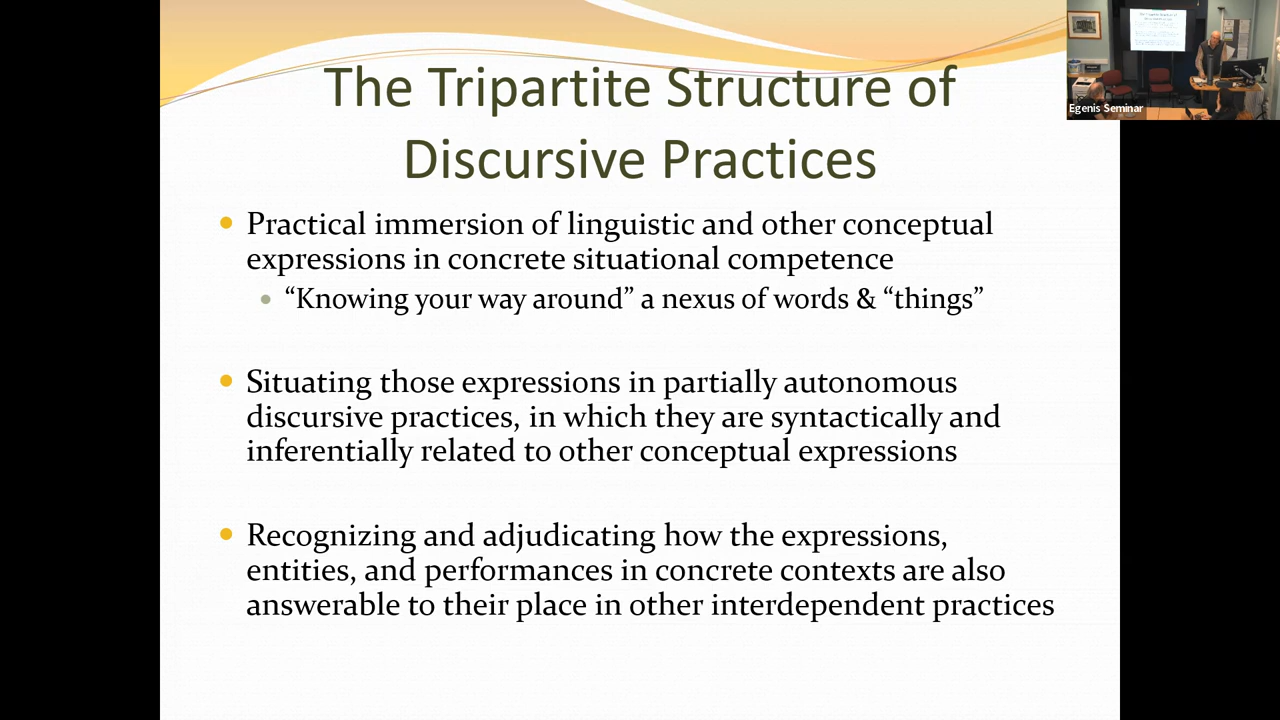 The Tripartite Structure of
Discursive Practices
Egenis Seminar
Practical immersion of linguistic and other conceptual
expressions in concrete situational competence
“Knowing your way around” a nexus of words & “things”
Situating those expressions in partially autonomous
discursive practices, in which they are syntactically and
inferentially related to other conceptual expressions
Recognizing and adjudicating how the expressions,
entities, and performances in concrete contexts are also
answerable to their place in other interdependent practices